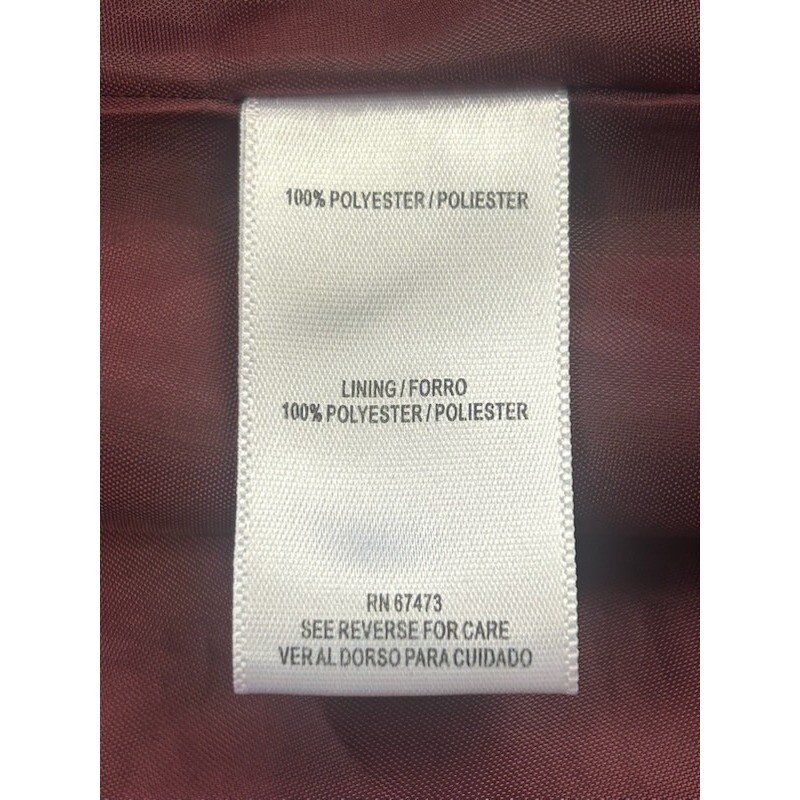 100% POLYESTER / POLIESTER
LINING / FORRO
100% POLYESTER / POLIESTER
RN 67473
SEE REVERSE FOR CARE
VER AL DORSO PARA CUIDADO